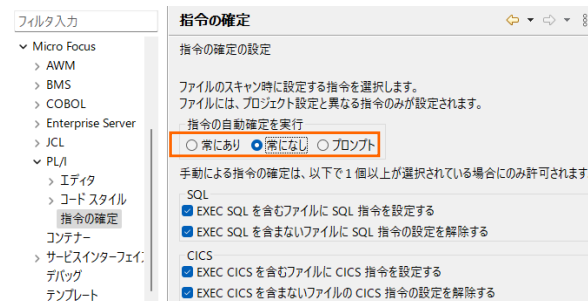 フィルタ入力
Micro Focus
AWM
BMS
COBOL
Enterprise Server
JCL
PL/I
エディタ
コード スタイル
指令の確定
コンテナー
サービスインターフェイ
デバッグ
テンプレート
指令の確定
指令の確定の設定
ファイルのスキャン時に設定する指令を選択します。
ファイルには、プロジェクト設定と異なる指令のみが設定されます。
指令の自動確定を実行
常にあり 常になし プロンプト
手動による指令の確定は、以下で 1 個以上が選択されている場合にのみ許可されます
SQL
EXEC SQL を含むファイルに SQL 指令を設定する
EXEC SQL を含まないファイルに SQL 指令の設定を解除する
CICS
EXEC CICS を含むファイルに CICS 指令を設定する
EXEC CICS を含まないファイルの CICS 指令の設定を解除する